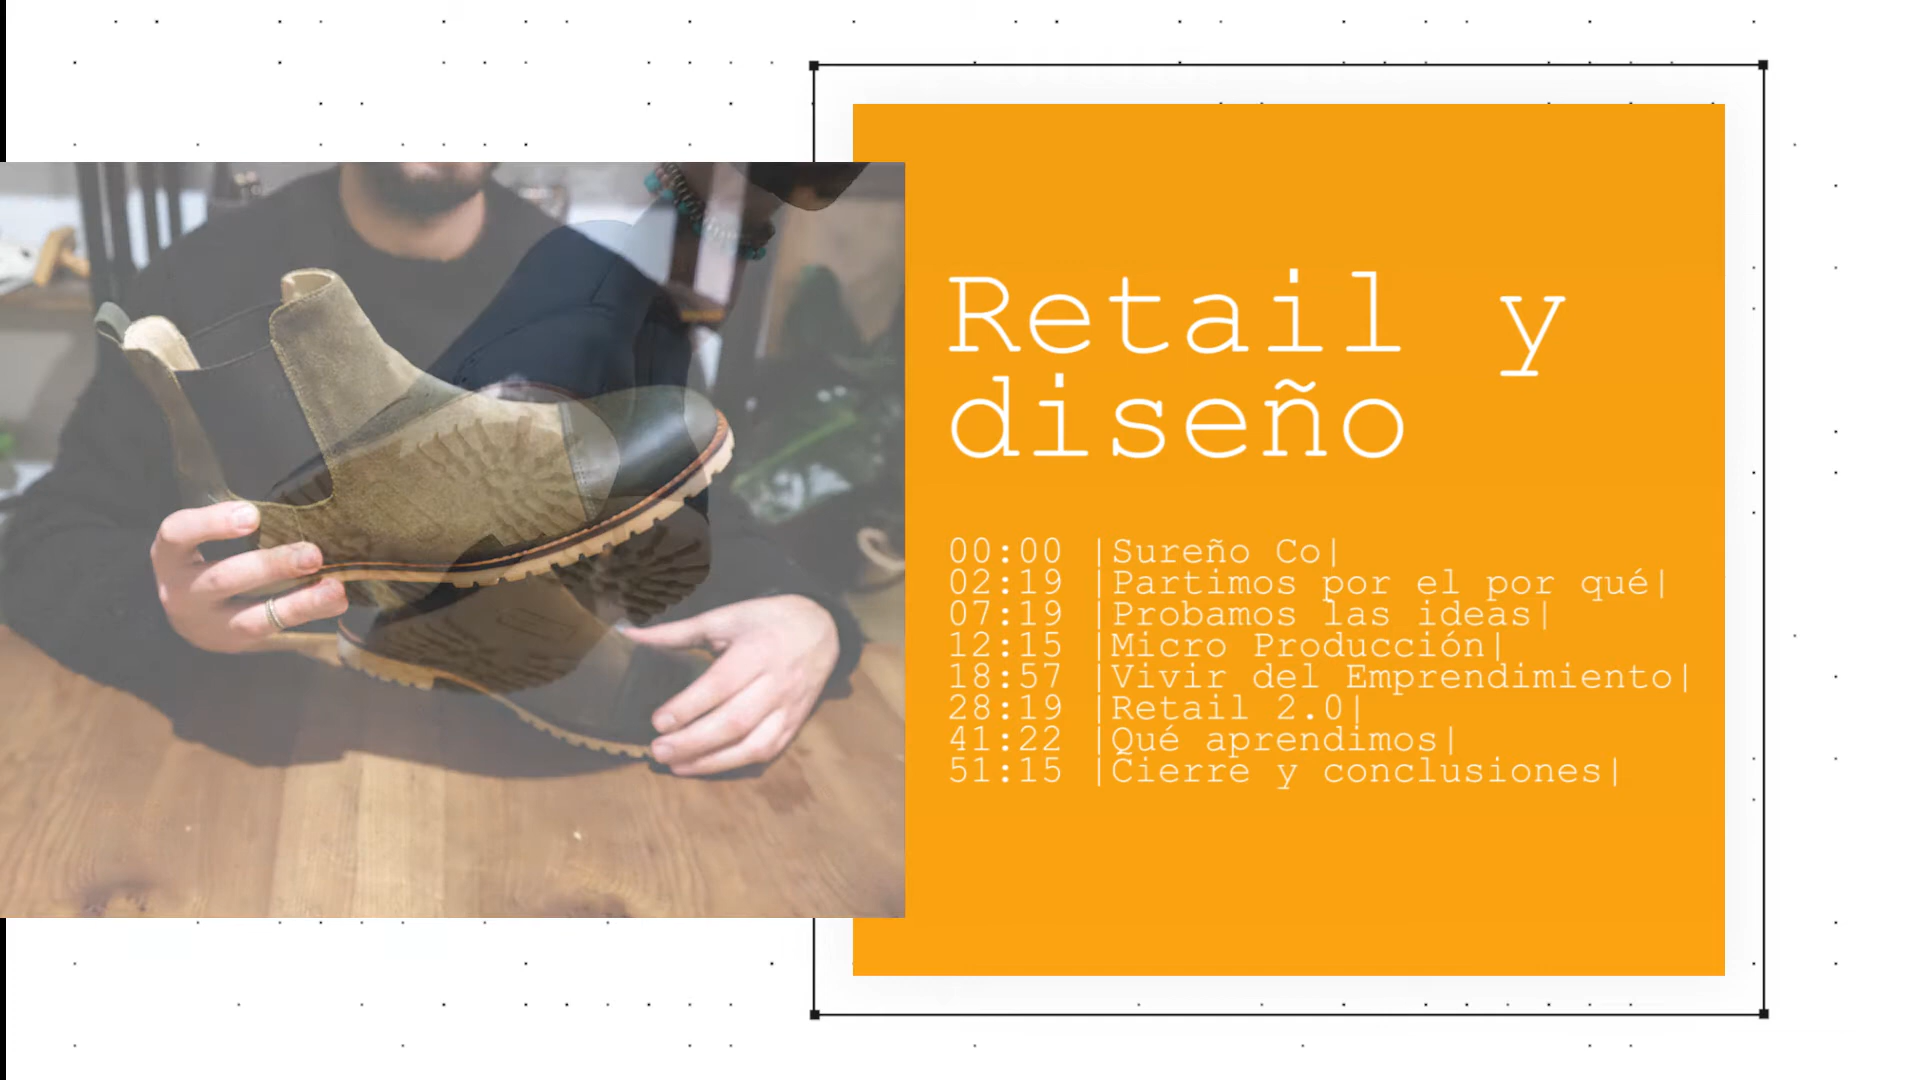 Retail y
diseño
00:00 |Sureño Co|
02:19 |Partimos por el por qué|
07:19 |Probamos las ideas|
12:15 |Micro Producción|
18:57 |Vivir del Emprendimiento|
28:19 |Retail 2.0|
41:22 |Qué aprendimos|
51:15 |Cierre y conclusiones|